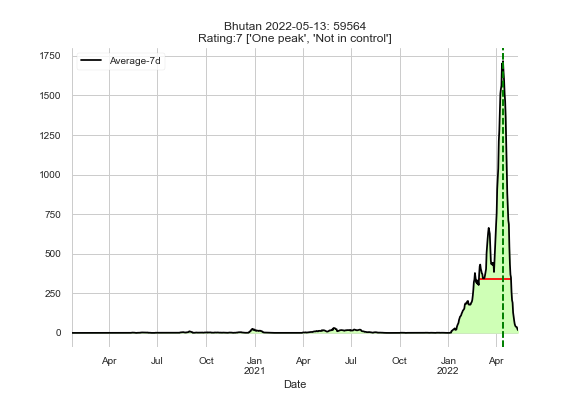 Bhutan 2022-05-13: 59564
Rating:7 ['One peak', 'Not in control']
Average-7d
1750
1500
1250
1000
750
500
250
0
Apr Jul Oct Jan Apr Jul Oct Jan Apr
2021 2022
Date